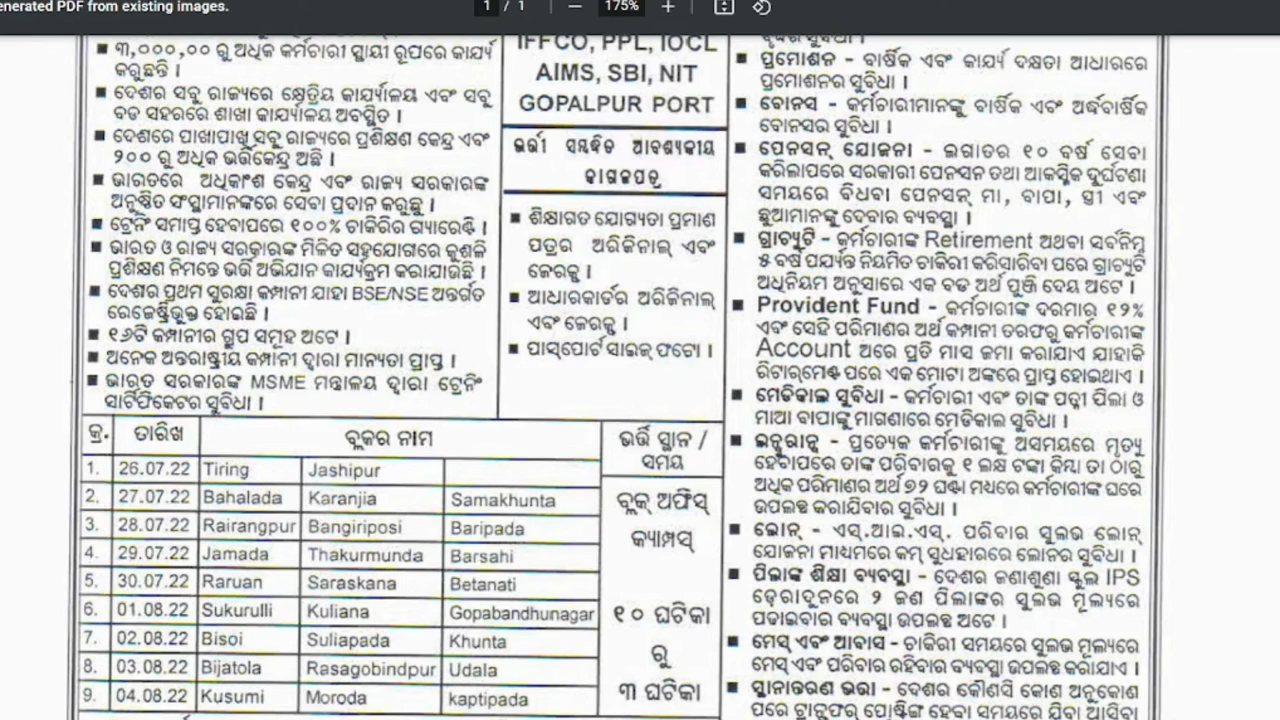 enerated PDF from existing images.
1 / 1
175%
୩,୦୦୦,୦୦ ରୁ ଅଧିକ କର୍ମଚାରୀ ସ୍ଥାୟୀ ରୂପରେ କାର୍ଯ୍ୟ
କରୁଛନ୍ତି ।
ଦେଶର ସବୁ ରାଜ୍ୟରେ କ୍ଷେତ୍ରିୟ କାର୍ଯ୍ୟାଳୟ ଏବଂ ସବୁ
ବଡ ସହରରେ ଶାଖା କାର୍ଯ୍ୟାଳୟ ଅବସ୍ଥିତ ।
ଦେଶରେ ପାଖାପାଖୁ ସବୁ ରାଜ୍ୟରେ ପ୍ରଶିକ୍ଷଣ କେନ୍ଦ୍ର ଏବଂ
୨୦୦ ରୁ ଅଧିକ ଭର୍ତ୍ତିକେନ୍ଦ୍ର ଅଛି ।
ଭାରତରେ ଅଧିକାଂଶ କେନ୍ଦ୍ର ଏବଂ ରାଜ୍ୟ ସରକାରଙ୍କ
ଅନୁଷ୍ଠିତ ସଂସ୍ଥାମାନଙ୍କରେ ସେବା ପ୍ରଦାନ କରୁଛୁ ।
ଟ୍ରେନିଂ ସମାପ୍ତ ହେବାପରେ ୧୦୦% ଚାକିରିର ଗ୍ୟାରେଣ୍ଟି ।
ଭାରତ ଓ ରାଜ୍ୟ ସରକାରଙ୍କ ମିଳିତ ସହଯୋଗରେ କୁଶଳି
ପ୍ରଶିକ୍ଷଣ ନିମନ୍ତେ ଭର୍ତ୍ତି ଅଭିଯାନ କାର୍ଯ୍ୟକ୍ରମ କରାଯାଉଛି ।
ଦେଶର ପ୍ରଥମ ସୁରକ୍ଷା କମ୍ପାନୀ ଯାହା BSE/NSE ଅନ୍ତର୍ଗତ
ରେଜେଷ୍ଟ୍ରିଭୁକ୍ତ ହୋଇଛି ।
୧୬ଟି କମ୍ପାନୀର ଗ୍ରୁପ ସମୂହ ଅଟେ ।
ଅନେକ ଅନ୍ତରାଷ୍ଟ୍ରୀୟ କମ୍ପାନୀ ଦ୍ୱାରା ମାନ୍ୟତା ପ୍ରାପ୍ତ ।
ଭାରତ ସରକାରଙ୍କ MSME ମନ୍ତ୍ରାଳୟ ଦ୍ୱାରା ଟ୍ରେନିଂ
ସାର୍ଟିଫିକେଟର ସୁବିଧା ।
IFFCO, PPL, IOCL
AIMS, SBI, NIT
GOPALPUR PORT
ଭର୍ତ୍ତୀ ସମ୍ବନ୍ଧିତ ଆବଶ୍ୟକୀୟ
କାଗଜପତ୍ର
ଶିକ୍ଷାଗତ ଯୋଗ୍ୟତା ପ୍ରମାଣ
ପତ୍ରର ଅରିଜିନାଲ୍ ଏବଂ
ଜେରକ୍ସ ।
ଆଧାରକାର୍ଡର ଅରିଜିନାଲ୍
ଏବଂ ଜେରକ୍ସ ।
ପାସ୍‌ପୋର୍ଟ ସାଇଜ୍ ଫଟୋ ।
ପ୍ରମୋଶନ – ବାର୍ଷିକ ଏବଂ କାର୍ଯ୍ୟ ଦକ୍ଷତା ଆଧାରରେ
ପ୍ରମୋଶନର ସୁବିଧା ।
ବୋନସ – କର୍ମଚାରୀମାନଙ୍କୁ ବାର୍ଷିକ ଏବଂ ଅର୍ଦ୍ଧବାର୍ଷିକ
ବୋନସର ସୁବିଧା ।
ପେନସନ୍ ଯୋଜନା – ଲଗାତର ୧୦ ବର୍ଷ ସେବା
କରିଲାପରେ ସରକାରୀ ପେନସନ ତଥା ଆକସ୍ମିକ ଦୁର୍ଘଟଣା
ସମୟରେ ବିଧବା ପେନସନ୍ ମା, ବାପା, ସ୍ତ୍ରୀ ଏବଂ
ଛୁଆମାନଙ୍କୁ ଦେବାର ବ୍ୟବସ୍ଥା ।
ଗ୍ରାଚ୍ୟୁଟି – କର୍ମଚାରୀଙ୍କ Retirement ଅଥବା ସର୍ବନିମ୍ନ
୫ ବର୍ଷ ପର୍ଯ୍ୟନ୍ତ ନିୟମିତ ଚାକିରୀ କରିସାରିବା ପରେ ଗ୍ରାଚ୍ୟୁଟି
ଅଧିନିୟମ ଅନୁସାରେ ଏକ ବଡ ଅର୍ଥ ପୁଞ୍ଜି ଦେୟ ଅଟେ ।
Provident Fund – କର୍ମଚାରୀଙ୍କ ଦରମାର ୧୨%
ଏବଂ ସେହି ପରିମାଣର ଅର୍ଥ କମ୍ପାନୀ ତରଫରୁ କର୍ମଚାରୀଙ୍କ
Account ଅରେ ପ୍ରତି ମାସ ଜମା କରାଯାଏ ଯାହାକି
ରିଟାର୍‌ମେଣ୍ଟ ପରେ ଏକ ମୋଟା ଅଙ୍କରେ ପ୍ରାପ୍ତ ହୋଇଥାଏ ।
ମେଡିକାଲ ସୁବିଧା – କର୍ମଚାରୀ ଏବଂ ତାଙ୍କ ପତ୍ନୀ ପିଲା ଓ
ମାଆ ବାପାଙ୍କୁ ମାଗଣାରେ ମେଡିକାଲ ସୁବିଧା ।
ଇନ୍ସୁରାନ୍ସ – ପ୍ରତ୍ୟେକ କର୍ମଚାରୀଙ୍କୁ ଅସମୟରେ ମୃତ୍ୟୁ
ହେବାପରେ ତାଙ୍କ ପରିବାରକୁ ୧ ଲକ୍ଷ ଟଙ୍କା କିମ୍ବା ତା ଠାରୁ
ଅଧିକ ପରିମାଣର ଅର୍ଥ ୭୨ ଘଣ୍ଟା ମଧ୍ୟରେ କର୍ମଚାରୀଙ୍କ ଘରେ
ଉପଲବ୍ଧ କରାଯିବାର ସୁବିଧା ।
ଲୋନ୍ – ଏସ୍.ଆଇ.ଏସ୍. ପରିବାର ସୁଲଭ ଲୋନ୍
ଯୋଜନା ମାଧ୍ୟମରେ କମ୍ ସୁଧହାରରେ ଲୋନର ସୁବିଧା ।
ପିଲାଙ୍କ ଶିକ୍ଷା ବ୍ୟବସ୍ଥା – ଦେଶର ଜଣାଶୁଣା ସ୍କୁଲ IPS
ଡ଼େରାଦୁନରେ ୨ ଜଣ ପିଲାଙ୍କର ସୁଲଭ ମୂଲ୍ୟରେ
ପଢାଇବାର ବ୍ୟବସ୍ଥା ଉପଲବ୍ଧ ଅଟେ ।
ମେସ୍ ଏବଂ ଆବାସ – ଚାକିରୀ ସମୟରେ ସୁଲଭ ମୂଲ୍ୟରେ
ମେସ୍ ଏବଂ ପରିବାର ରହିବାର ବ୍ୟବସ୍ଥା ଉପଲବ୍ଧ କରାଯାଏ ।
ସ୍ଥାନାନ୍ତରଣ ଭତ୍ତା – ଦେଶର କୌଣସି କୋଣ ଅନୁକୋଣ
ପରେ ଟ୍ରାନ୍ସଫର୍ ପୋଷ୍ଟିଙ୍ଗ ହେବା ସମୟରେ ଯିବା ଆସିବା
କ୍ର. ତାରିଖ ବ୍ଲକର ନାମ ଭର୍ତ୍ତି ସ୍ଥାନ / ସମୟ
1. 26.07.22 Tiring Jashipur
2. 27.07.22 Bahalada Karanjia Samakhunta
3. 28.07.22 Rairangpur Bangiriposi Baripada
4. 29.07.22 Jamada Thakurmunda Barsahi
5. 30.07.22 Raruan Saraskana Betanati
6. 01.08.22 Sukurulli Kuliana Gopabandhunagar
7. 02.08.22 Bisoi Suliapada Khunta
8. 03.08.22 Bijatola Rasagobindpur Udala
9. 04.08.22 Kusumi Moroda kaptipada
ବ୍ଲକ୍ ଅଫିସ୍
କ୍ୟାମ୍ପସ୍
୧୦ ଘଟିକା
ରୁ
୩ ଘଟିକା